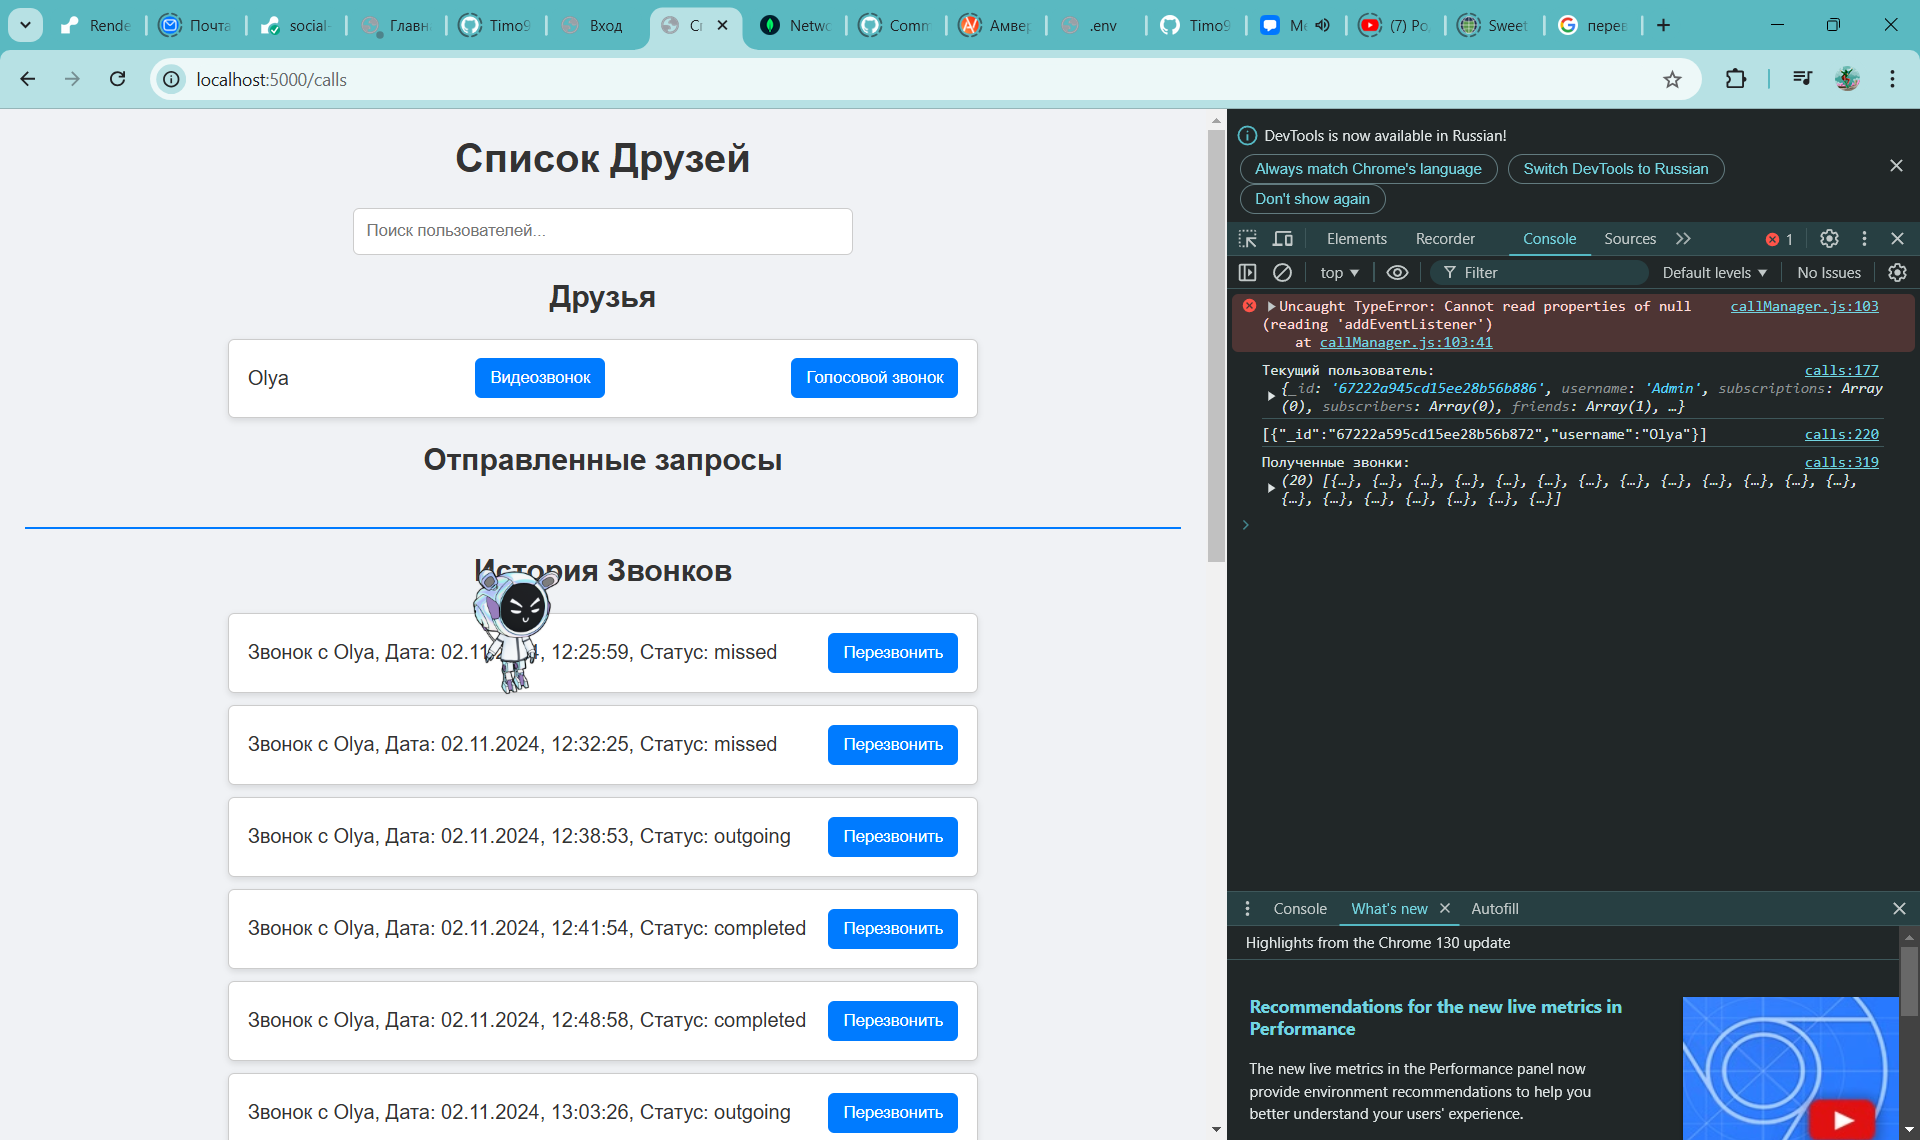 Rende
Почта
social-
Главн
Timo9
Вход
Сп
Netwo
Comm
Амвер
.env
Timo9
Me
(7) Po
Sweet
перев
localhost:5000/calls
Список Друзей
Поиск пользователей...
Друзья
Olya
Видеозвонок
Голосовой звонок
Отправленные запросы
История Звонков
Звонок с Olya, Дата: 02.11.2024, 12:25:59, Статус: missed
Перезвонить
Звонок с Olya, Дата: 02.11.2024, 12:32:25, Статус: missed
Перезвонить
Звонок с Olya, Дата: 02.11.2024, 12:38:53, Статус: outgoing
Перезвонить
Звонок с Olya, Дата: 02.11.2024, 12:41:54, Статус: completed
Перезвонить
Звонок с Olya, Дата: 02.11.2024, 12:48:58, Статус: completed
Перезвонить
Звонок с Olya, Дата: 02.11.2024, 13:03:26, Статус: outgoing
Перезвонить
DevTools is now available in Russian!
Always match Chrome's language
Switch DevTools to Russian
Don't show again
Elements
Recorder
Console
Sources
1
top
Filter
Default levels
No Issues
Uncaught TypeError: Cannot read properties of null callManager.js:103
(reading 'addEventListener')
at callManager.js:103:41
Текущий пользователь: calls:177
{_id: '67222a945cd15ee28b56b886', username: 'Admin', subscriptions: Array
(0), subscribers: Array(0), friends: Array(1), …}
[{"_id":"67222a595cd15ee28b56b872","username":"Olya"}] calls:220
Полученные звонки: calls:319
(20) [{…}, {…}, {…}, {…}, {…}, {…}, {…}, {…}, {…}, {…}, {…}, {…}, {…},
{…}, {…}, {…}, {…}, {…}, {…}, {…}]
Console
What's new
Autofill
Highlights from the Chrome 130 update
Recommendations for the new live metrics in
Performance
The new live metrics in the Performance panel now
provide environment recommendations to help you
better understand your users' experience.